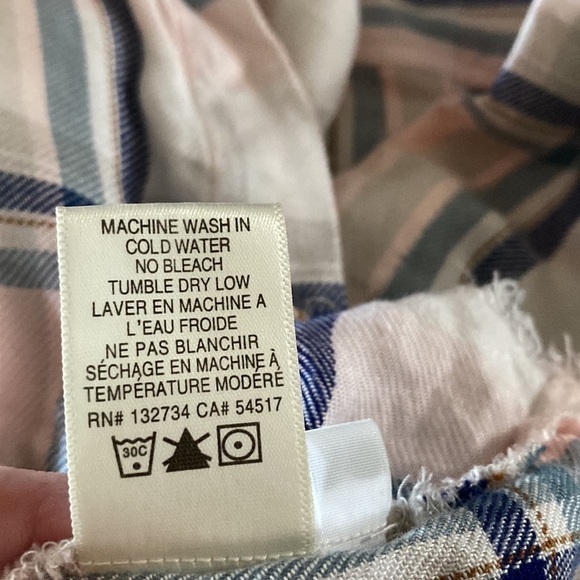 MACHINE WASH IN
COLD WATER
NO BLEACH
TUMBLE DRY LOW
LAVER EN MACHINE A
L'EAU FROIDE
NE PAS BLANCHIR
SÉCHAGE EN MACHINE À
TEMPÉRATURE MODÉRÉ
RN# 132734 CA# 54517
30C